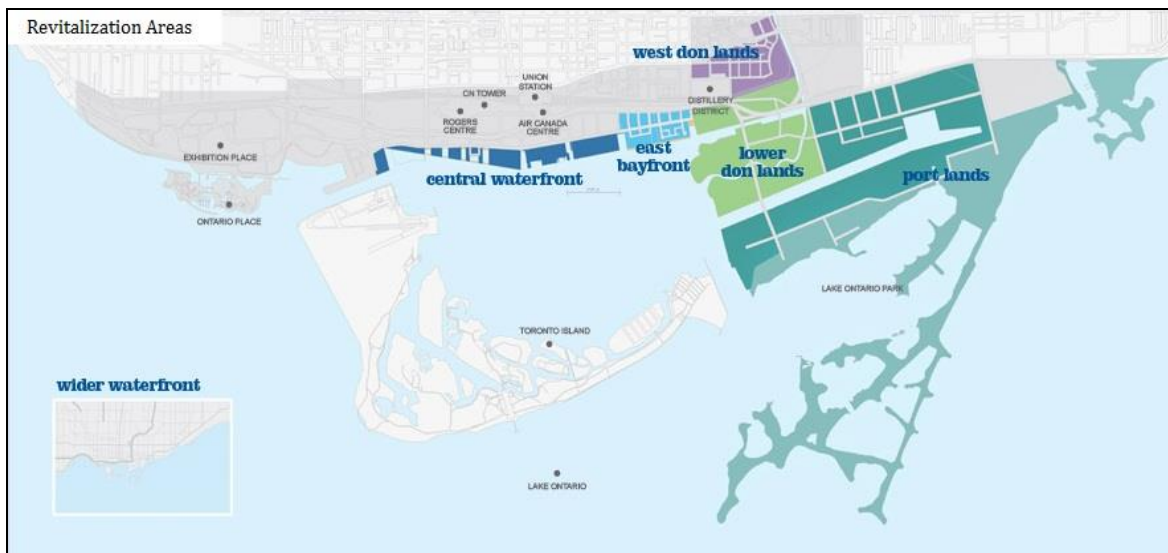 Revitalization Areas
west don lands
UNION
STATION
CN TOWER
DISTILLERY
DISTRICT
ROGERS
CENTRE
AIR CANADA
CENTRE
EXHIBITION PLACE
east
bayfront
lower
don lands
central waterfront
port lands
ONTARIO PLACE
LAKE ONTARIO PARK
TORONTO ISLAND
wider waterfront
LAKE ONTARIO